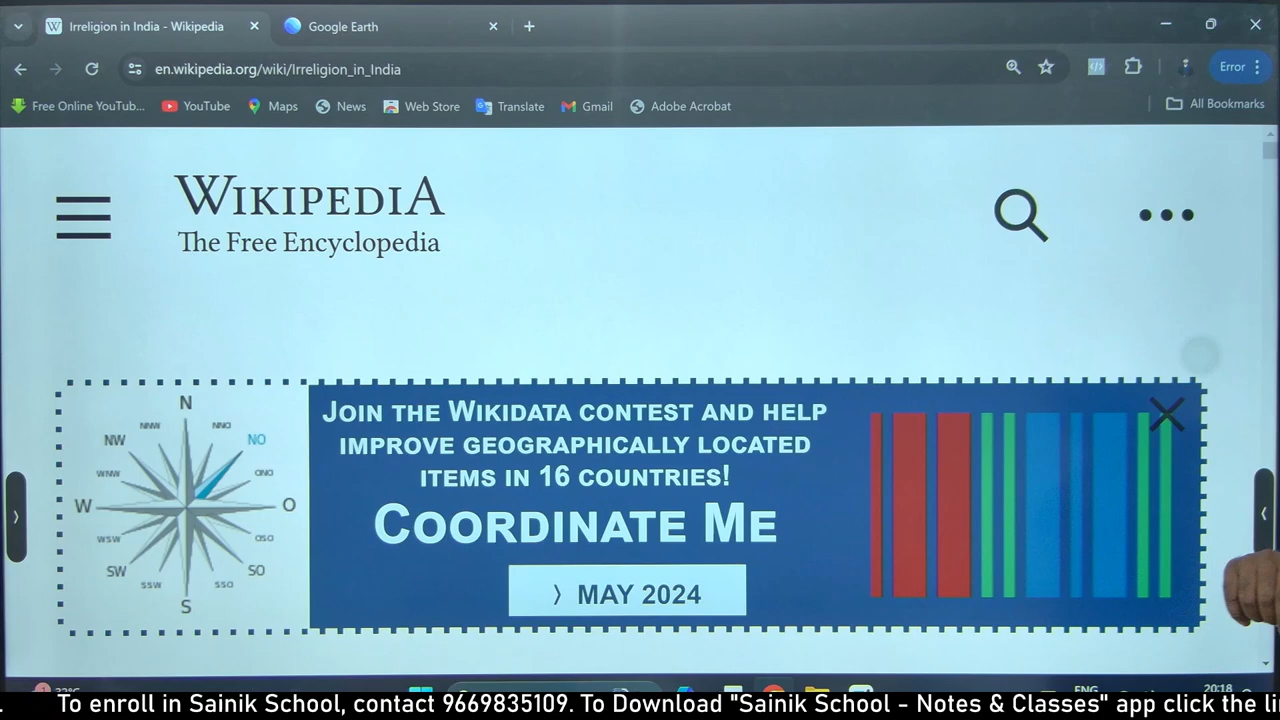 Irreligion in India - Wikipedia
Google Earth
en.wikipedia.org/wiki/Irreligion_in_India
Error
Free Online YouTub...
YouTube
Maps
News
Web Store
Translate
Gmail
Adobe Acrobat
All Bookmarks
WIKIPEDIA
The Free Encyclopedia
JOIN THE WIKIDATA CONTEST AND HELP
IMPROVE GEOGRAPHICALLY LOCATED
ITEMS IN 16 COUNTRIES!
COORDINATE ME
〉 MAY 2024
N
NNW
NNO
NW
NO
WNW
ONO
W
O
WSW
OSO
SW
SO
SSW
SSO
S
ENG
20:18
To enroll in Sainik School, contact 9669835109. To Download "Sainik School - Notes & Classes" app click the li